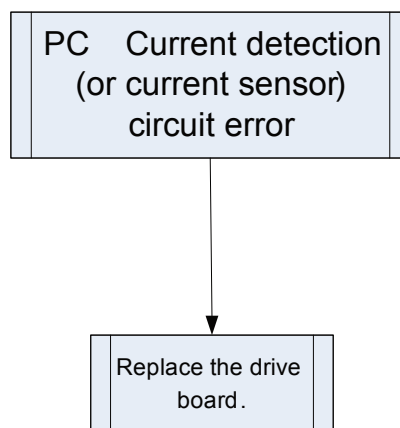 PC Current detection
(or current sensor)
circuit error
Replace the drive
board.